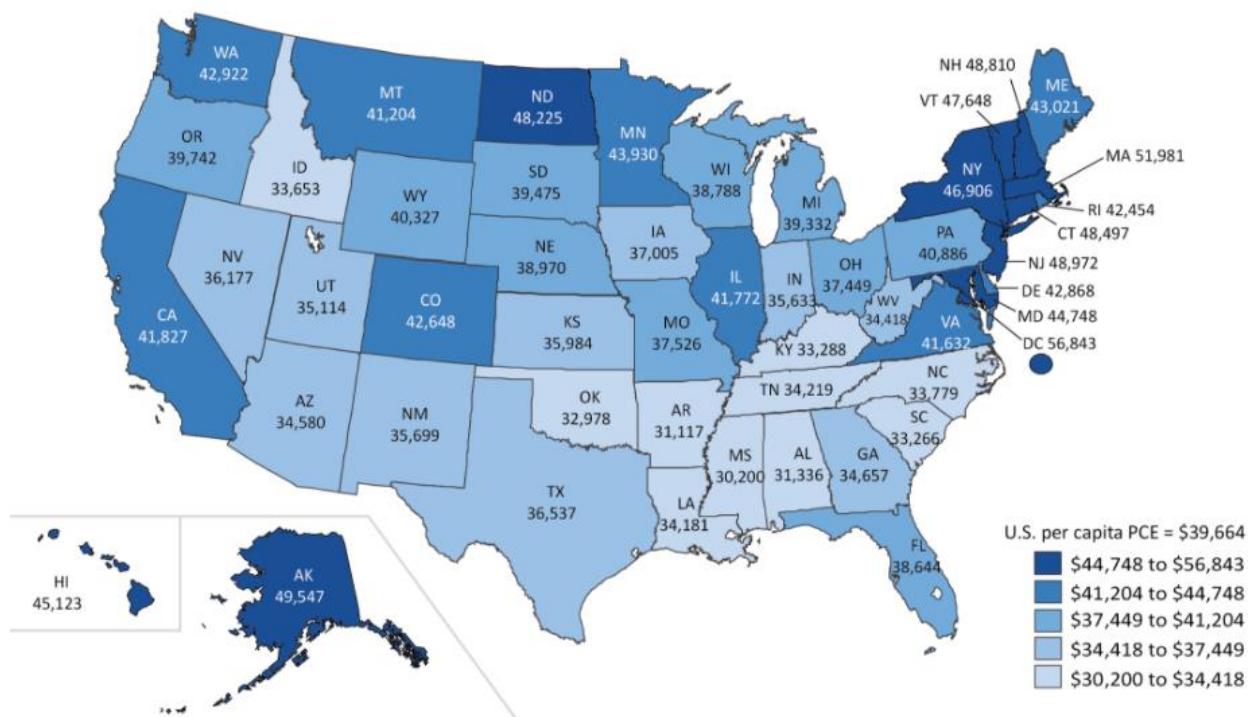 WA
42,922
MT
41,204
ND
48,225
MN
43,930
NH 48,810
VT 47,648
ME
43,021
OR
39,742
ID
33,653
WY
40,327
SD
39,475
WI
38,788
MI
39,332
NY
46,906
MA 51,981
RI 42,454
CT 48,497
NV
36,177
UT
35,114
CO
42,648
NE
38,970
IA
37,005
IL
41,772
IN
35,633
OH
37,449
PA
40,886
NJ 48,972
DE 42,868
MD 44,748
DC 56,843
CA
41,827
KS
35,984
MO
37,526
KY 33,288
WV
34,418
VA
41,632
AZ
34,580
NM
35,699
OK
32,978
AR
31,117
TN 34,219
NC
33,779
SC
33,266
TX
36,537
LA
34,181
MS
30,200
AL
31,336
GA
34,657
FL
38,644
HI
45,123
AK
49,547
U.S. per capita PCE = $39,664
$44,748 to $56,843
$41,204 to $44,748
$37,449 to $41,204
$34,418 to $37,449
$30,200 to $34,418